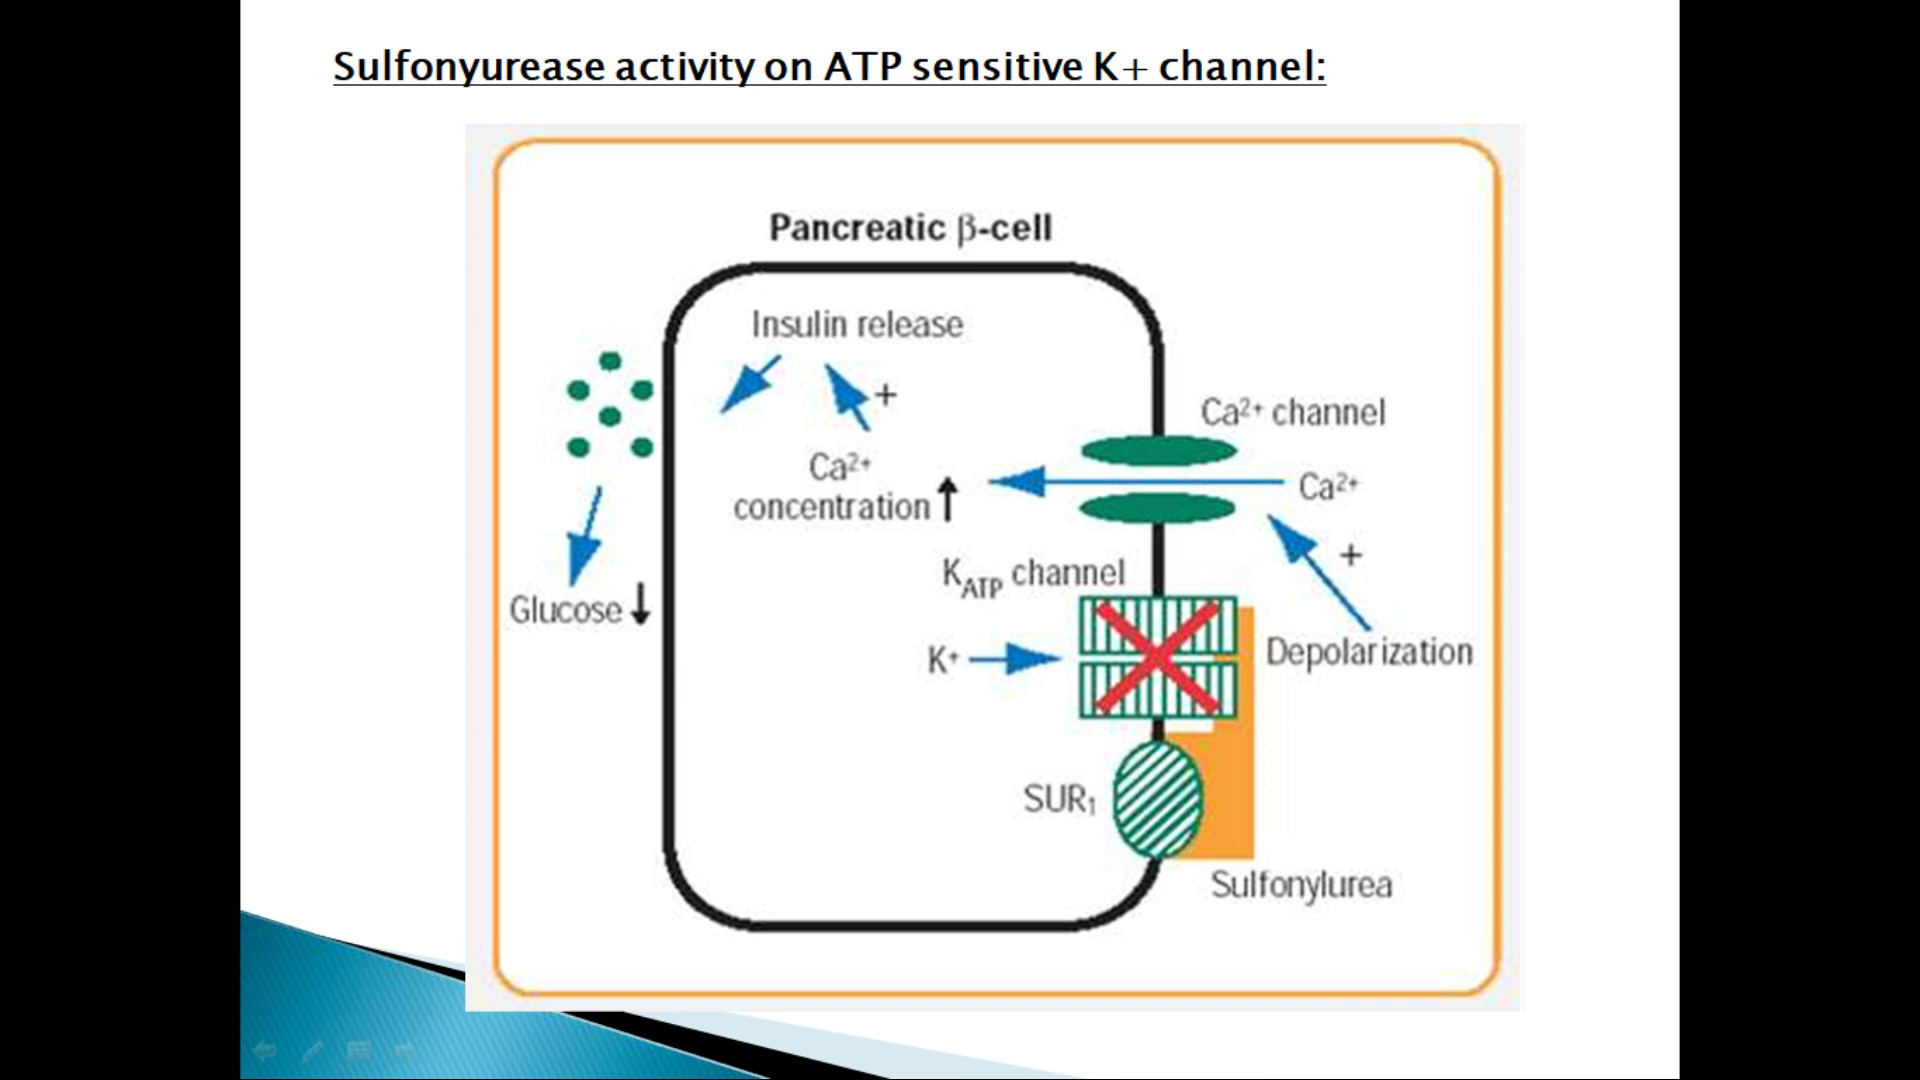 Sulfonyurease activity on ATP sensitive K+ channel:
Pancreatic β-cell
Insulin release
+
Ca²⁺ channel
Ca²⁺
concentration ↑
Ca²⁺
+
K_ATP channel
Glucose ↓
K⁺
Depolarization
SUR₁
Sulfonylurea